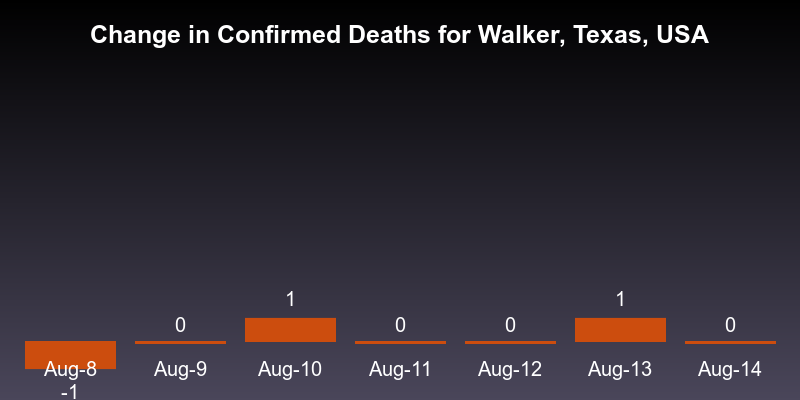 Change in Confirmed Deaths for Walker, Texas, USA
1
1
0
0
0
0
Aug-8
Aug-9
Aug-10
Aug-11
Aug-12
Aug-13
Aug-14
-1